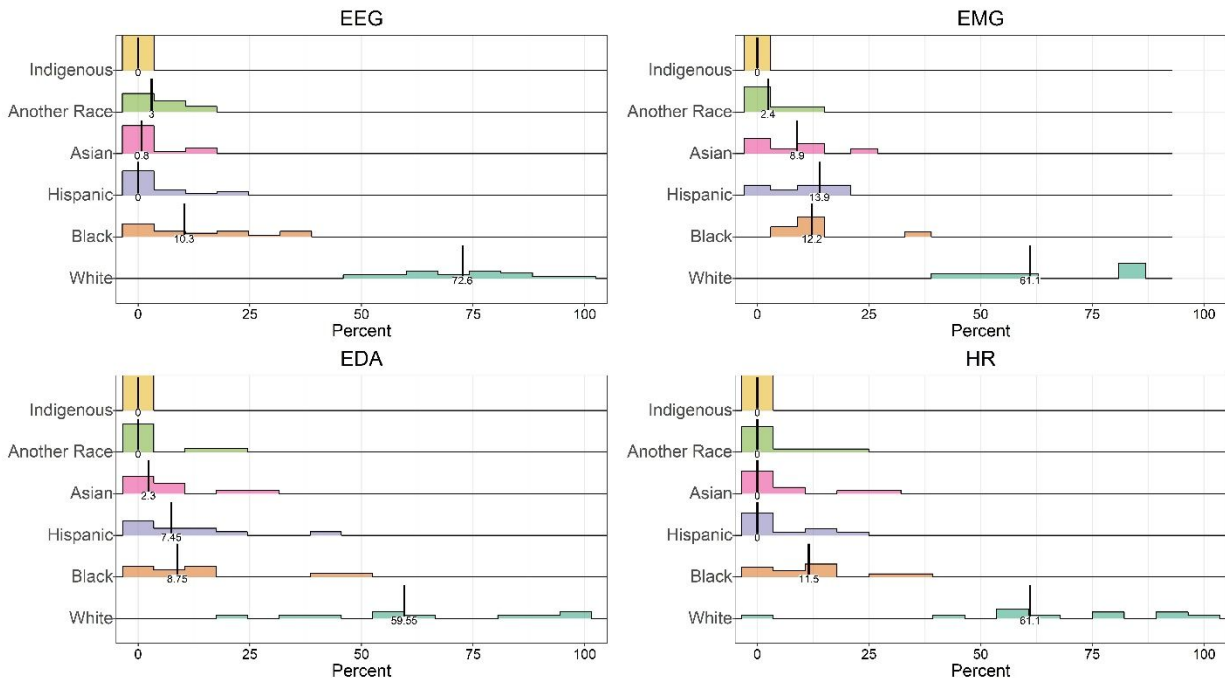 EEG
Indigenous
0
Another Race
3
Asian
0.8
Hispanic
0
Black
10.3
White
72.6
0 25 50 75 100
Percent
EMG
Indigenous
0
Another Race
2.4
Asian
8.9
Hispanic
13.9
Black
12.2
White
61.1
0 25 50 75 100
Percent
EDA
Indigenous
0
Another Race
0
Asian
2.3
Hispanic
7.45
Black
8.75
White
59.55
0 25 50 75 100
Percent
HR
Indigenous
0
Another Race
0
Asian
0
Hispanic
0
Black
11.5
White
61.1
0 25 50 75 100
Percent